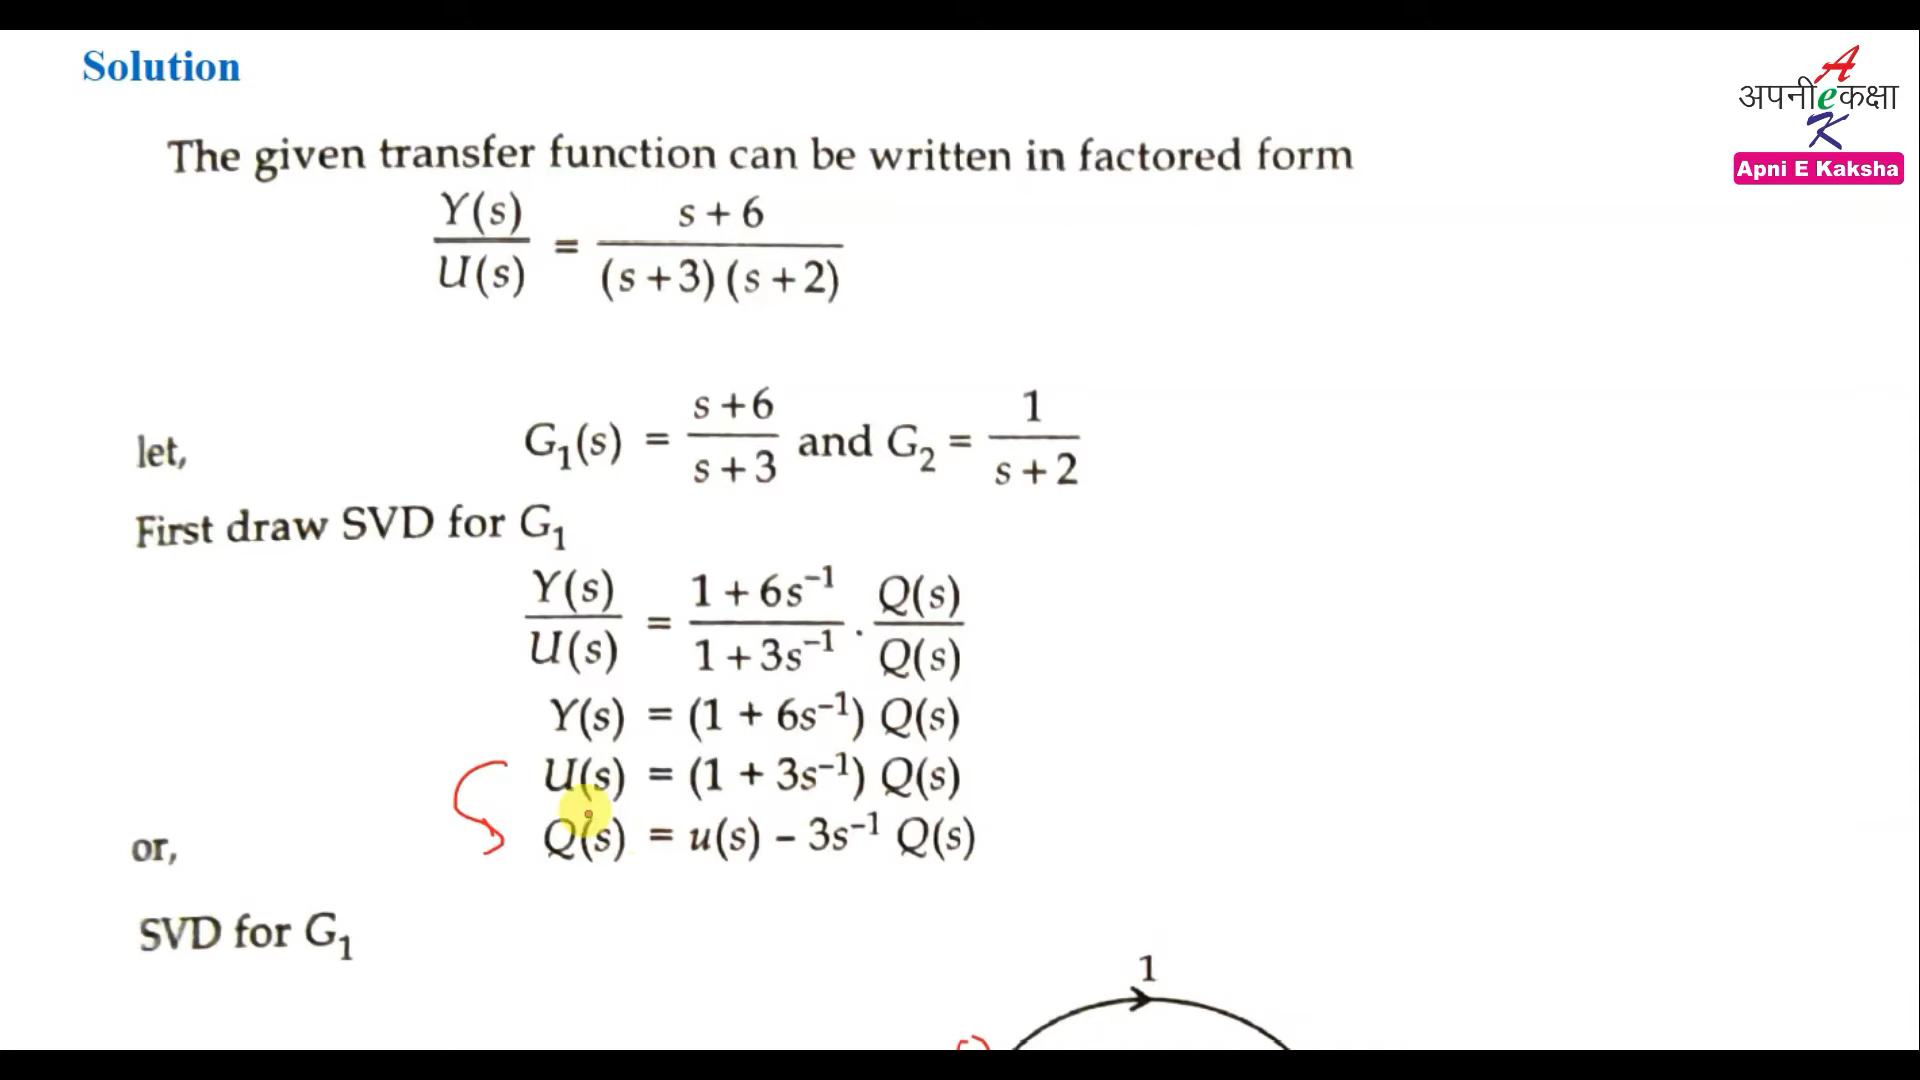 Solution
A
अपनी e कक्षा
K
Apni E Kaksha
The given transfer function can be written in factored form
Y(s)/U(s) = (s + 6)/((s + 3) (s + 2))
let, G₁(s) = (s + 6)/(s + 3) and G₂ = 1/(s + 2)
First draw SVD for G₁
Y(s)/U(s) = (1 + 6s⁻¹)/(1 + 3s⁻¹) · Q(s)/Q(s)
Y(s) = (1 + 6s⁻¹) Q(s)
U(s) = (1 + 3s⁻¹) Q(s)
or, Q(s) = u(s) – 3s⁻¹ Q(s)
SVD for G₁
1